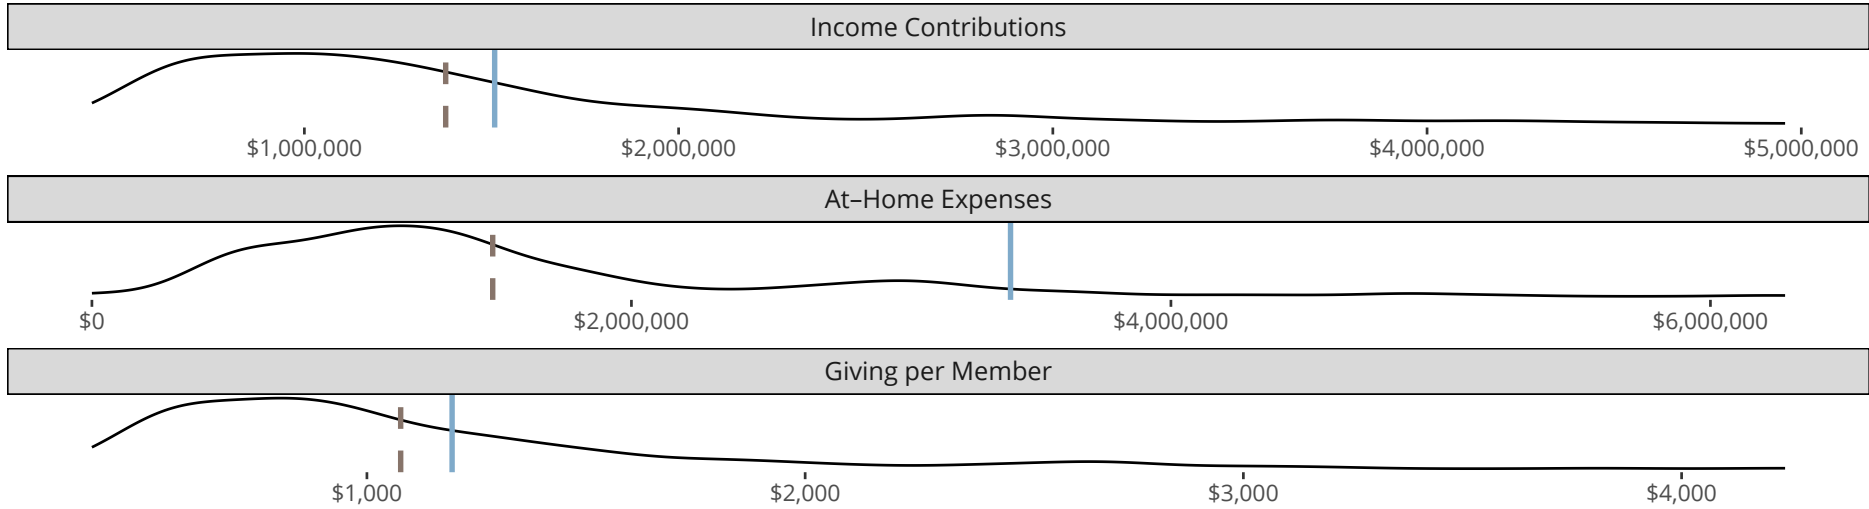 Income Contributions
$1,000,000 $2,000,000 $3,000,000 $4,000,000 $5,000,000
At–Home Expenses
$0 $2,000,000 $4,000,000 $6,000,000
Giving per Member
$1,000 $2,000 $3,000 $4,000